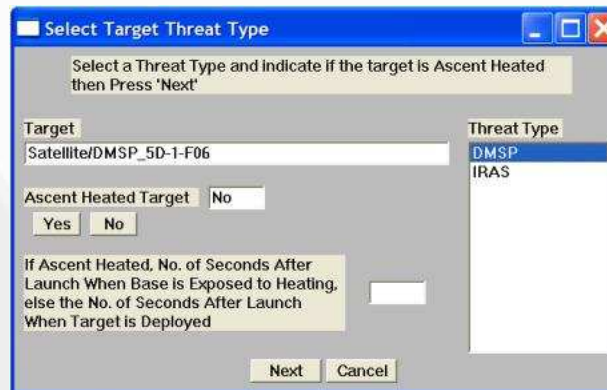 Select Target Threat Type
Select a Threat Type and indicate if the target is Ascent Heated
then Press 'Next'
Target
Satellite/DMSP_5D-1-F06
Threat Type
DMSP
IRAS
Ascent Heated Target No
Yes No
If Ascent Heated, No. of Seconds After
Launch When Base is Exposed to Heating,
else the No. of Seconds After Launch
When Target is Deployed
Next Cancel